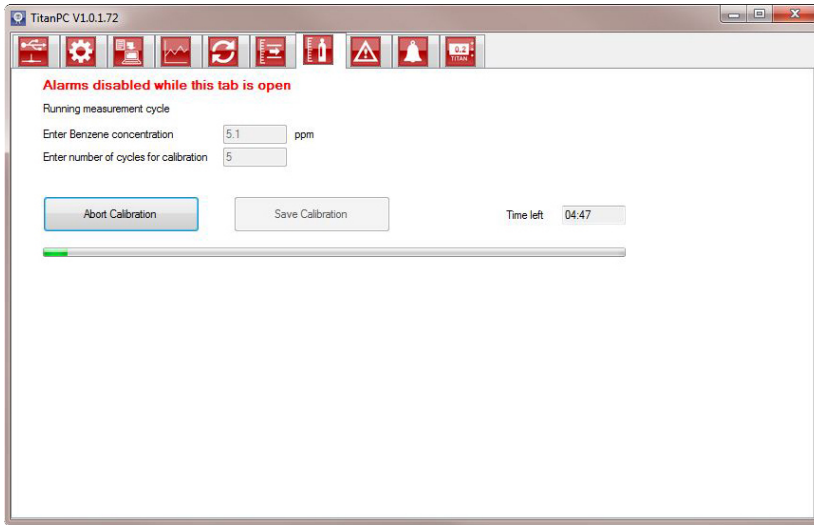 TitanPC V1.0.1.72
0.2
TITAN
Alarms disabled while this tab is open
Running measurement cycle
Enter Benzene concentration 5.1 ppm
Enter number of cycles for calibration 5
Abort Calibration Save Calibration Time left 04:47